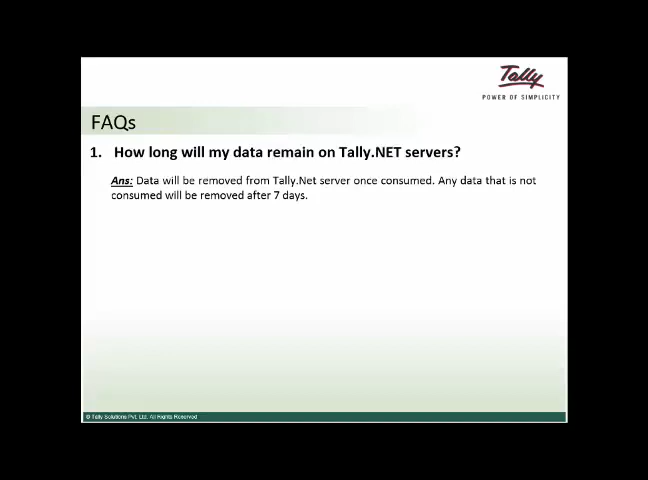 Tally
POWER OF SIMPLICITY
FAQs
1. How long will my data remain on Tally.NET servers?
Ans: Data will be removed from Tally.Net server once consumed. Any data that is not
consumed will be removed after 7 days.
© Tally Solutions Pvt. Ltd. All Rights Reserved